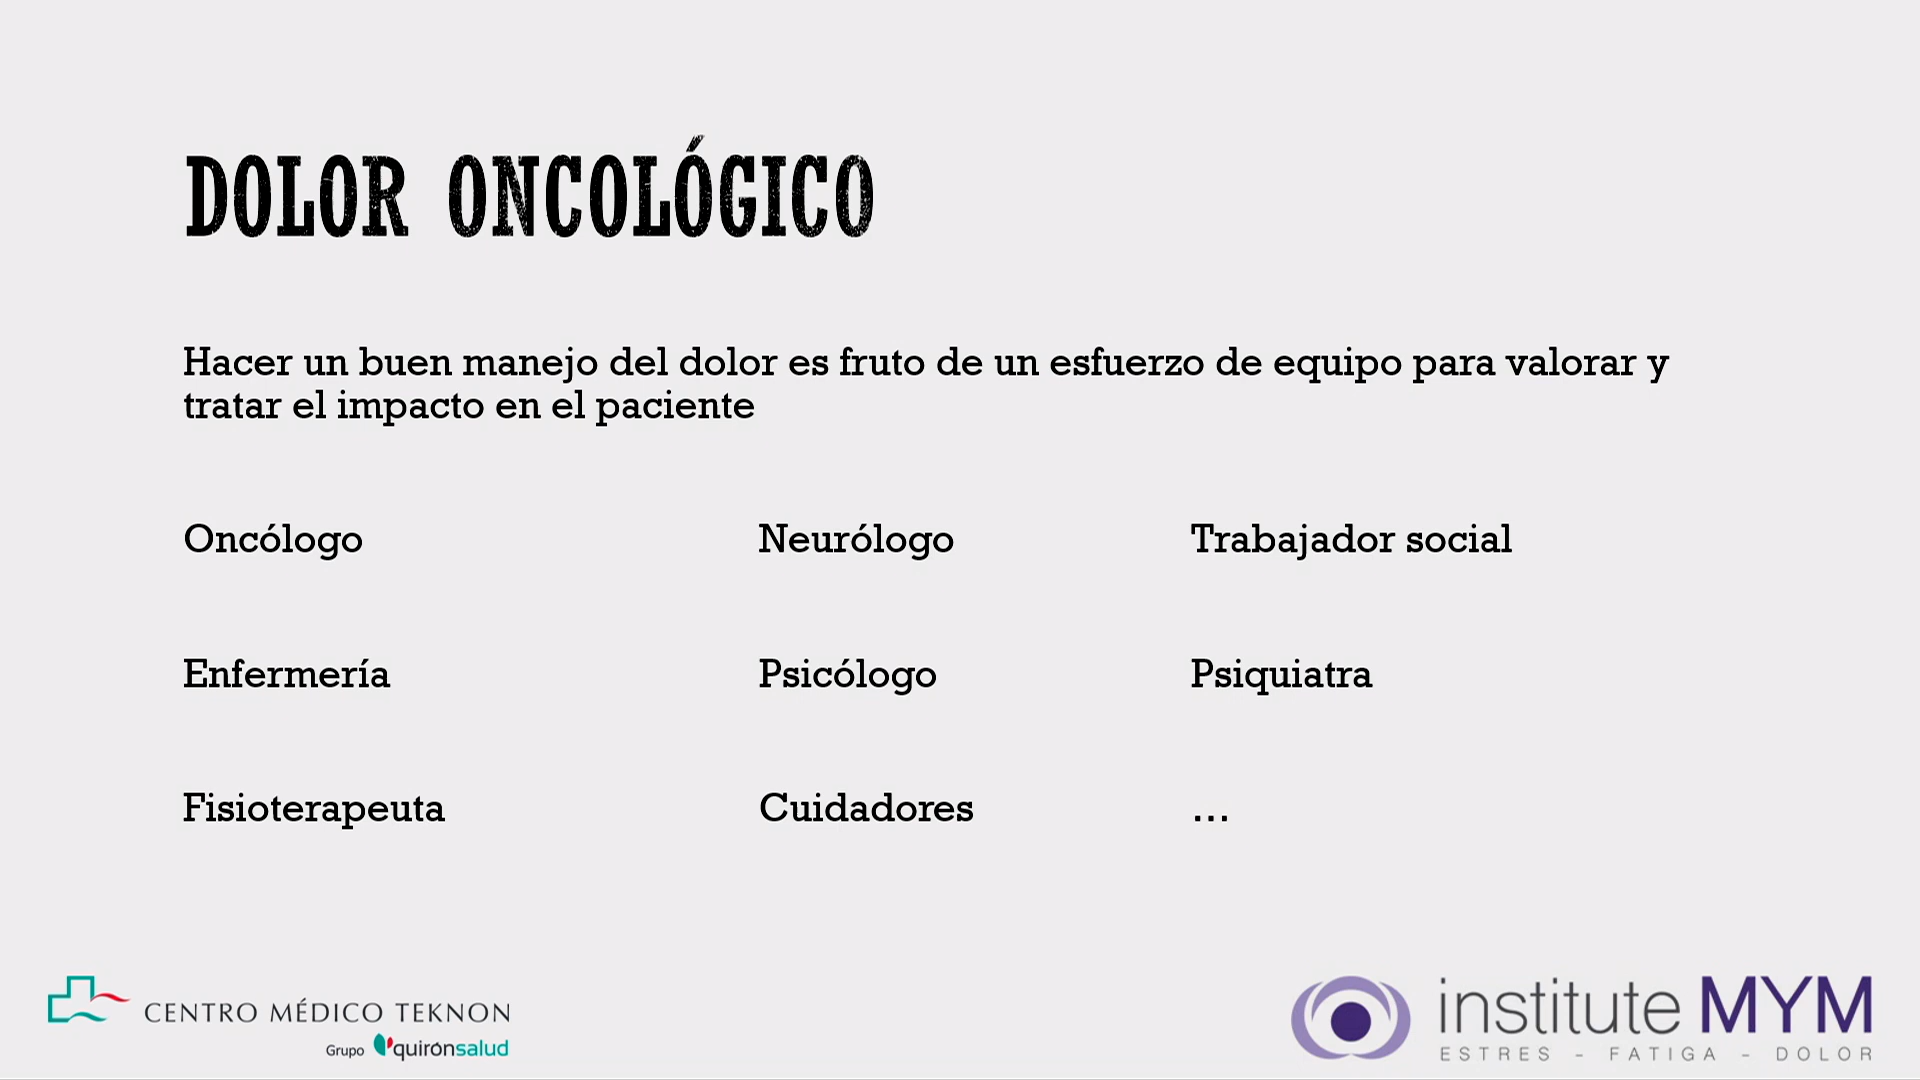 DOLOR ONCOLÓGICO
Hacer un buen manejo del dolor es fruto de un esfuerzo de equipo para valorar y
tratar el impacto en el paciente
Oncólogo Neurólogo Trabajador social
Enfermería Psicólogo Psiquiatra
Fisioterapeuta Cuidadores ...
CENTRO MÉDICO TEKNON
Grupo quirónsalud
institute MYM
ESTRES - FATIGA - DOLOR